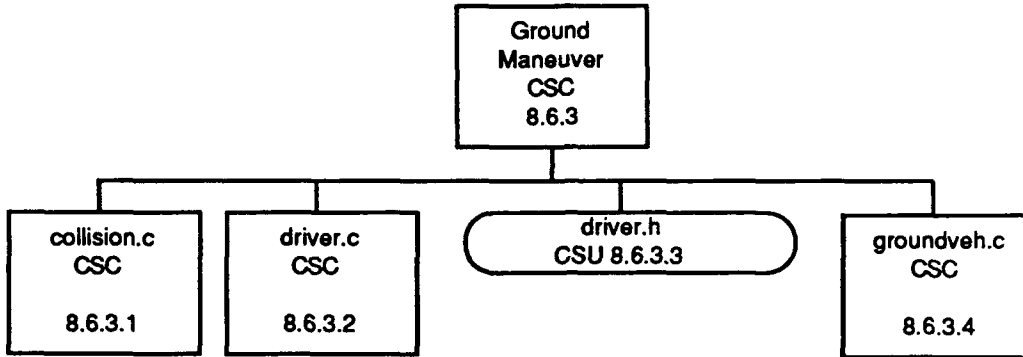 Ground
Maneuver
CSC
8.6.3
collision.c
CSC
8.6.3.1
driver.c
CSC
8.6.3.2
driver.h
CSU 8.6.3.3
groundveh.c
CSC
8.6.3.4